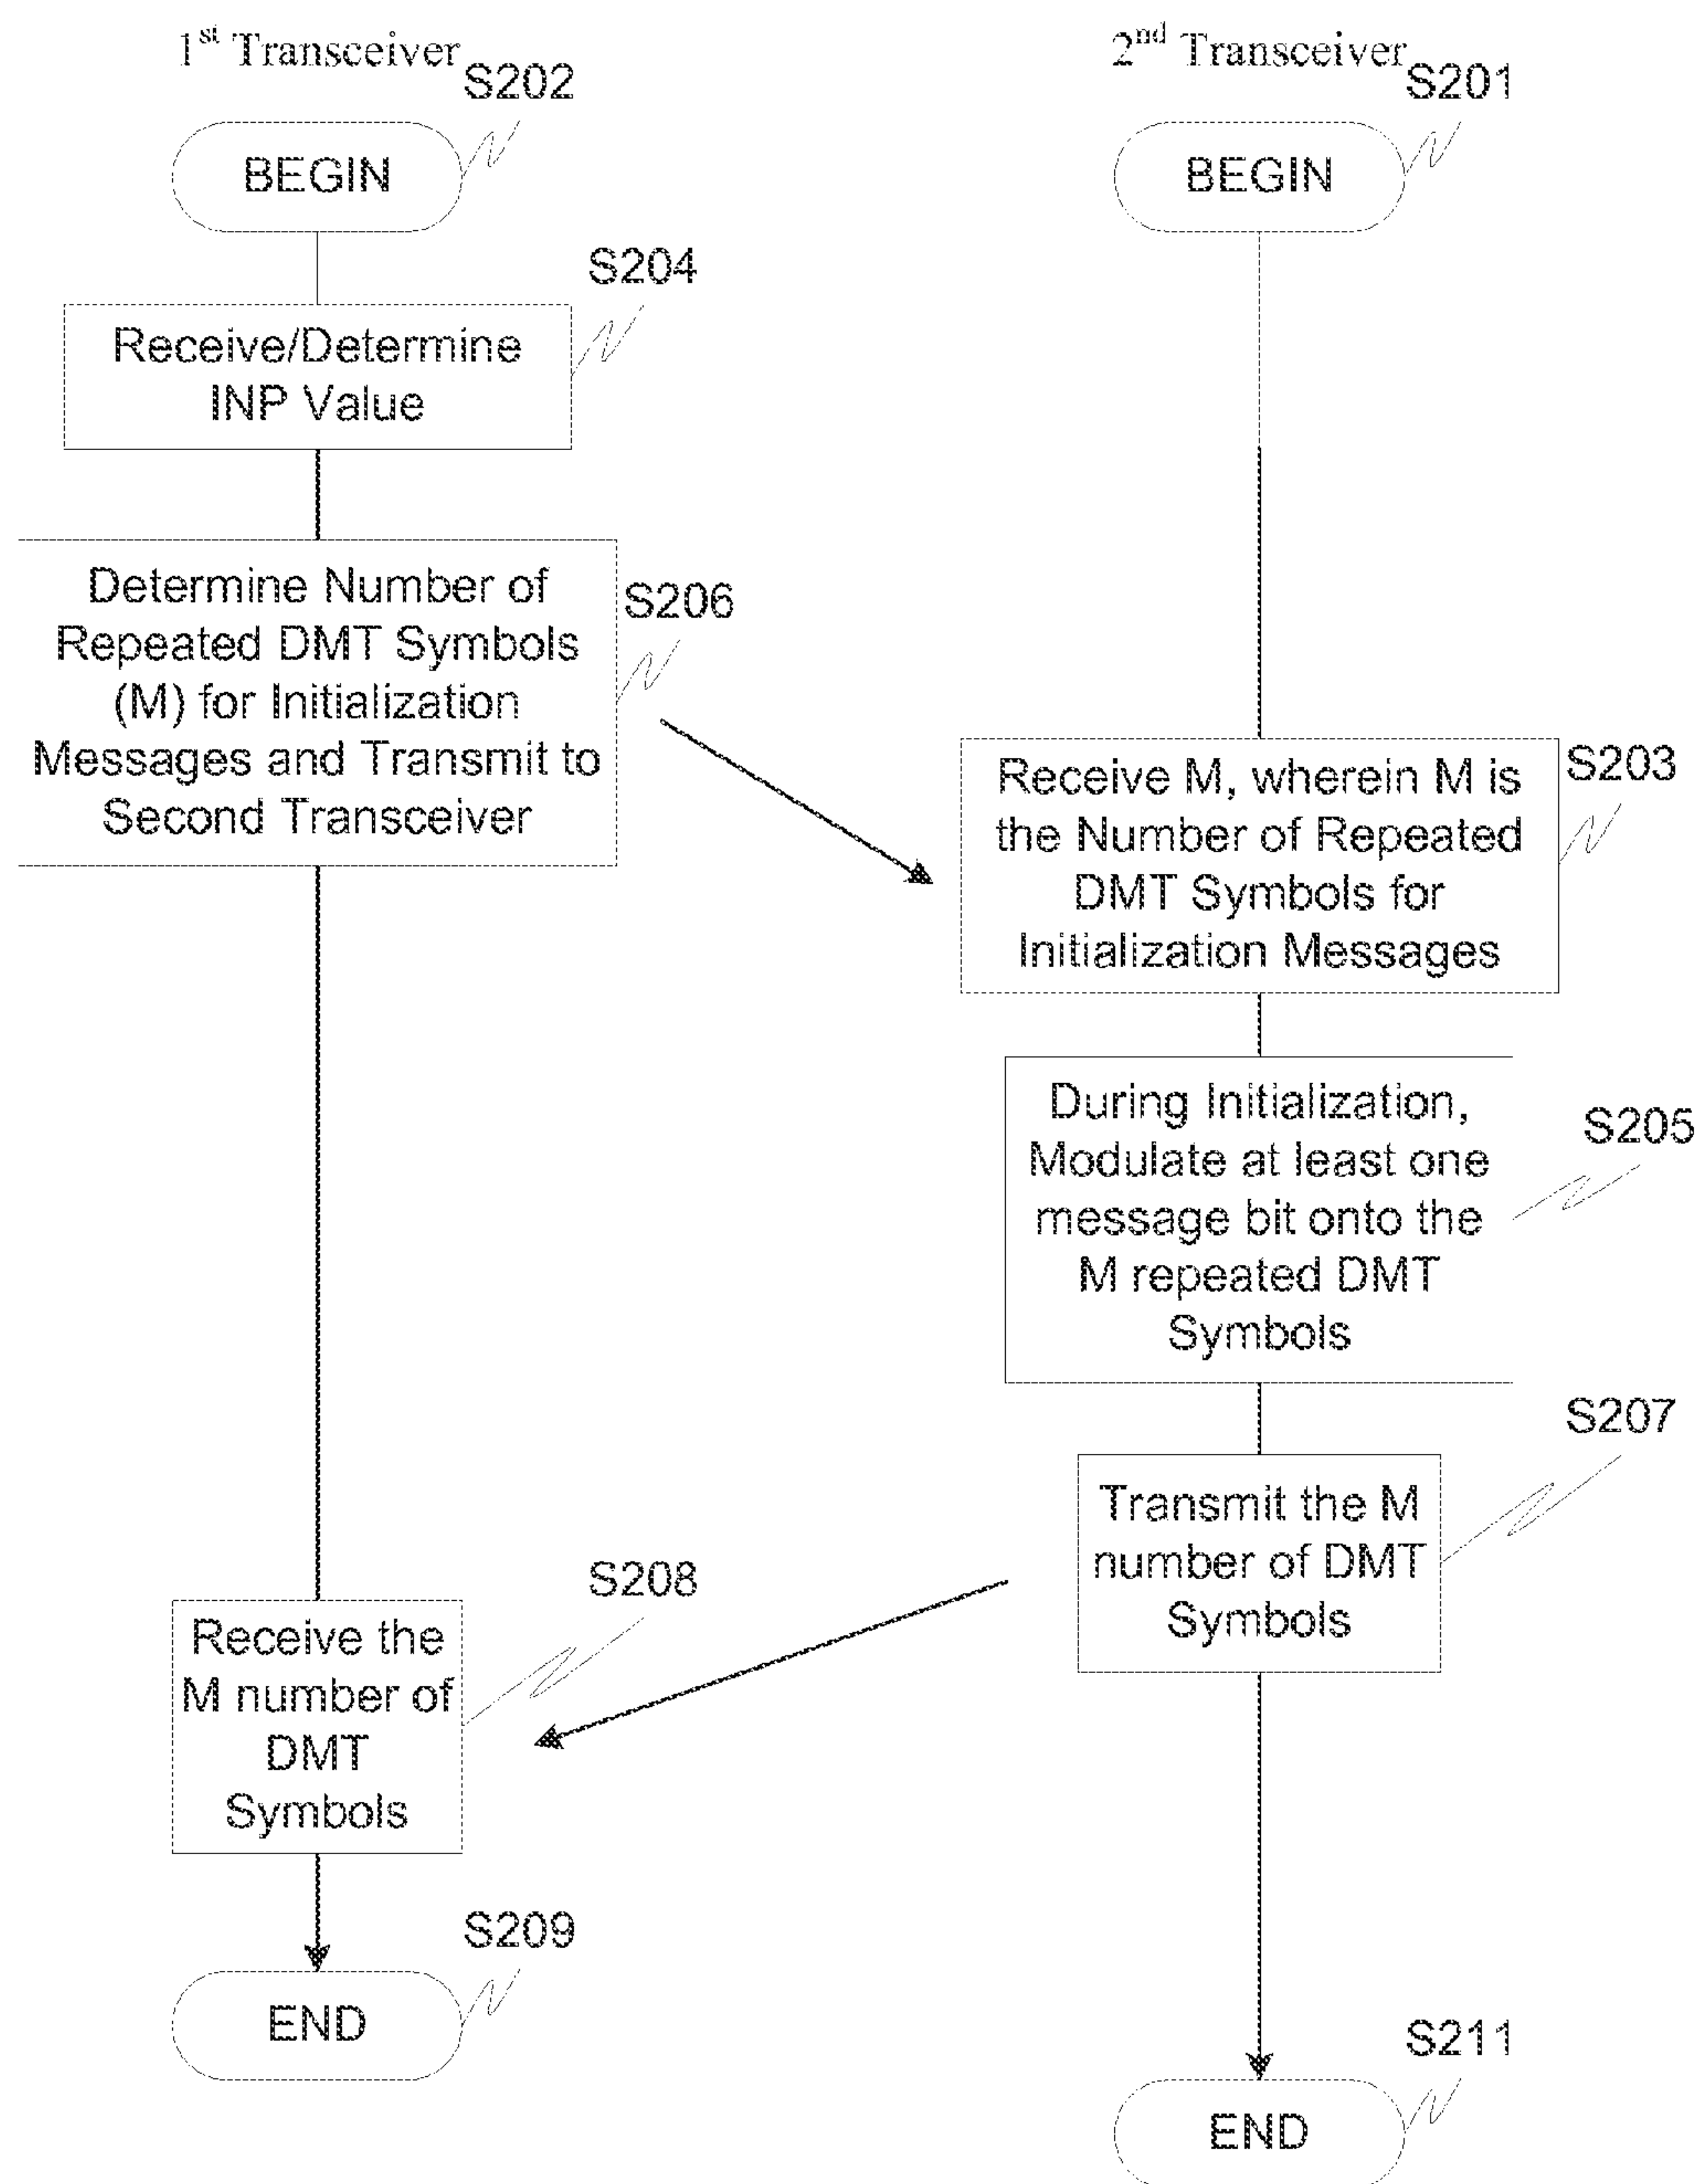 1st Transceiver
S202
BEGIN
S204
Receive/Determine
INP Value
Determine Number of
Repeated DMT Symbols
(M) for Initialization
Messages and Transmit to
Second Transceiver
S206
S208
Receive the
M number of
DMT
Symbols
S209
END
2nd Transceiver
S201
BEGIN
Receive M, wherein M is
the Number of Repeated
DMT Symbols for
Initialization Messages
S203
During Initialization,
Modulate at least one
message bit onto the
M repeated DMT
Symbols
S205
S207
Transmit the M
number of DMT
Symbols
S211
END